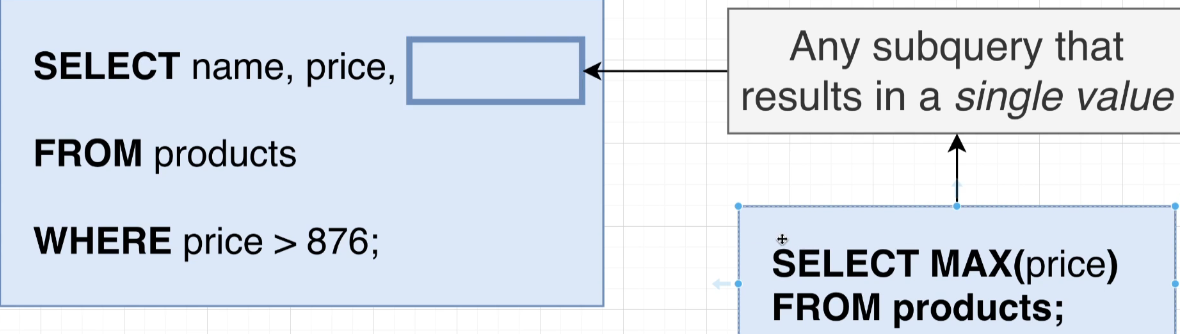 SELECT name, price,
FROM products
WHERE price > 876;
Any subquery that
results in a single value
SELECT MAX(price)
FROM products;